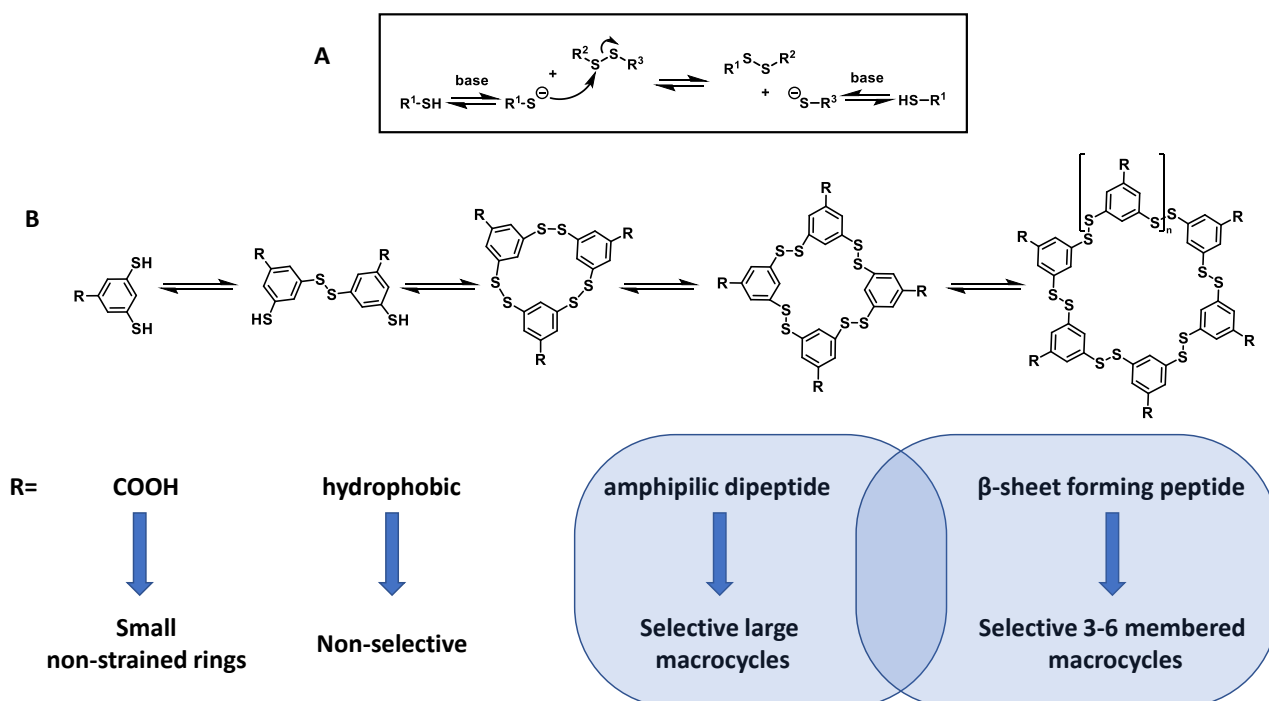 A
R¹-SH
base
R¹-S⊖
+
R²
S-S
R³
S-S
R¹
R²
+
⊖S-R³
base
HS-R¹
B
R
SH
SH
R
S
S
R
HS
SH
R
S-S
R
S
S
S
S
R
R
S-S
S
S
R
R
S
S
S-S
R
R
S-S
n
R
S
S
R
S
S
S
S
R
R
S
S
S-S
R
R= COOH hydrophobic amphipilic dipeptide β-sheet forming peptide
Small
non-strained rings
Non-selective
Selective large
macrocycles
Selective 3-6 membered
macrocycles